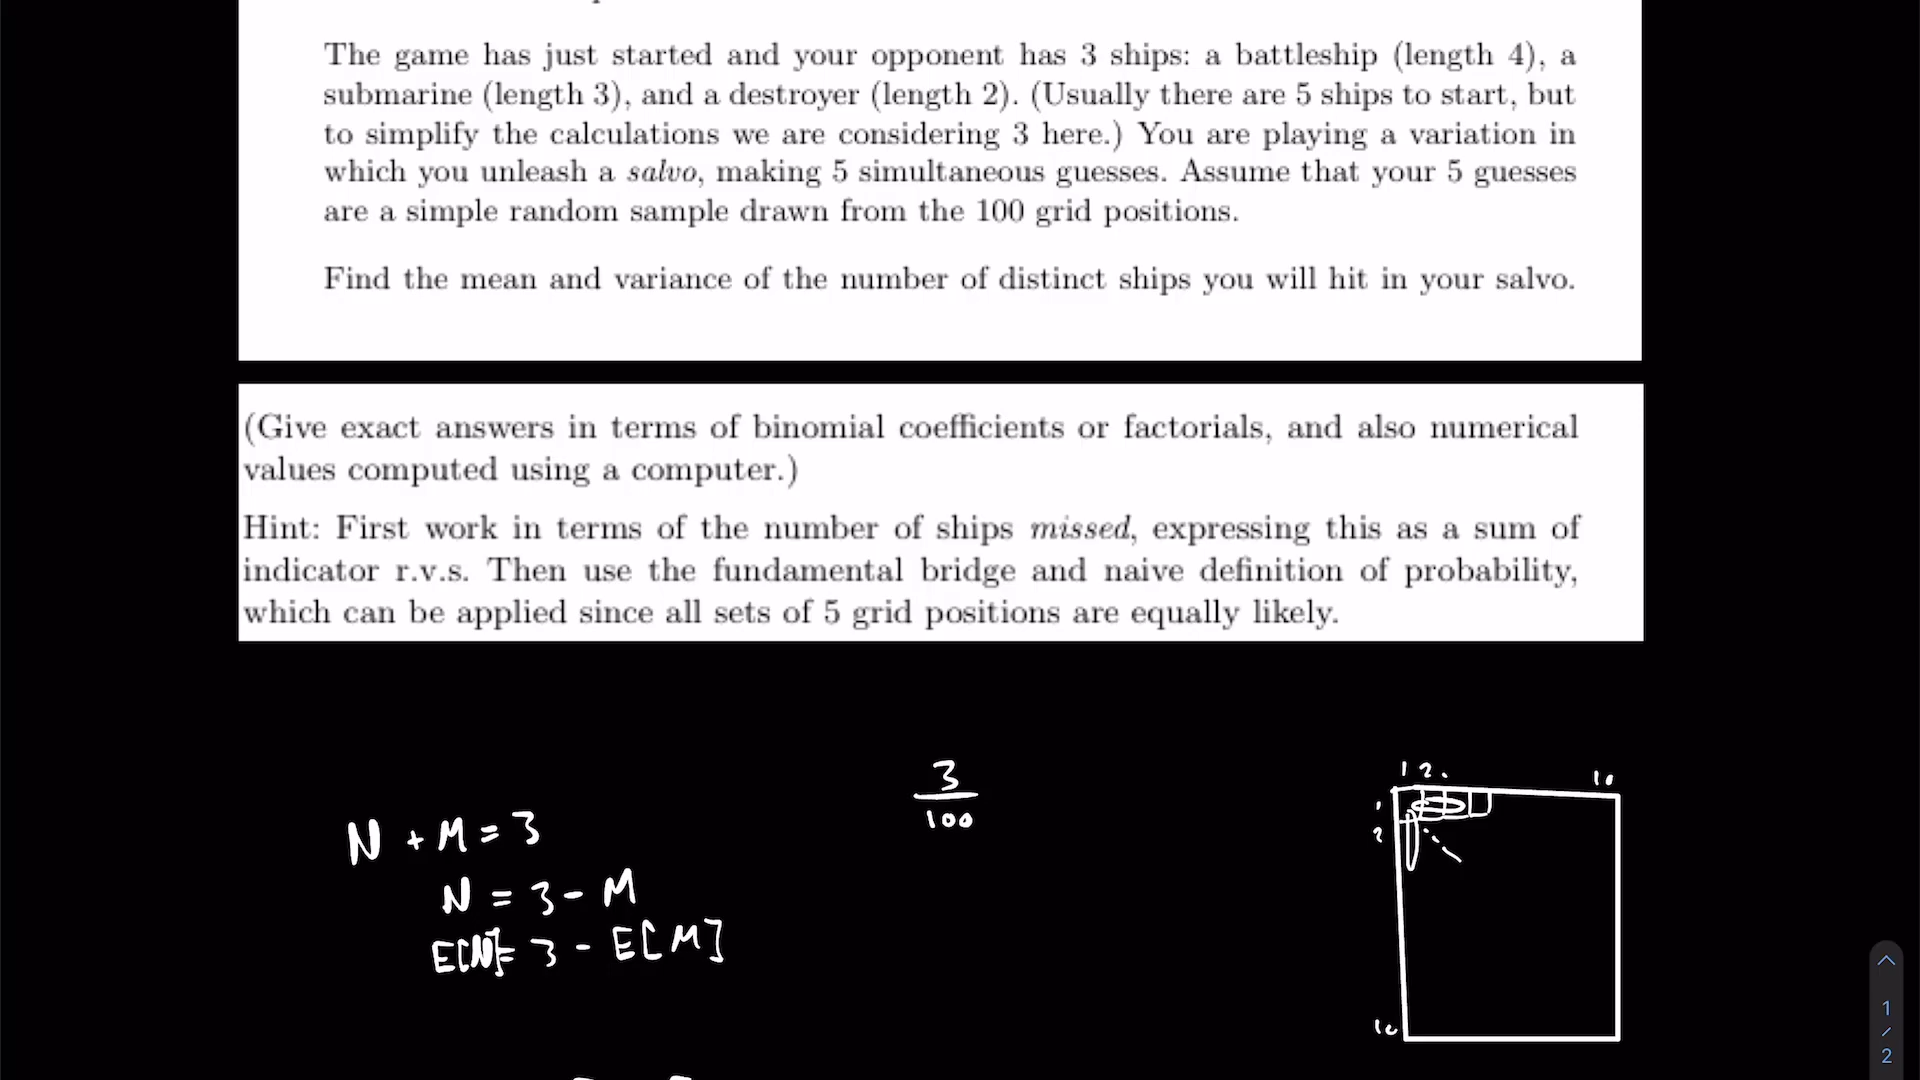 The game has just started and your opponent has 3 ships: a battleship (length 4), a
submarine (length 3), and a destroyer (length 2). (Usually there are 5 ships to start, but
to simplify the calculations we are considering 3 here.) You are playing a variation in
which you unleash a salvo, making 5 simultaneous guesses. Assume that your 5 guesses
are a simple random sample drawn from the 100 grid positions.
Find the mean and variance of the number of distinct ships you will hit in your salvo.
(Give exact answers in terms of binomial coefficients or factorials, and also numerical
values computed using a computer.)
Hint: First work in terms of the number of ships missed, expressing this as a sum of
indicator r.v.s. Then use the fundamental bridge and naive definition of probability,
which can be applied since all sets of 5 grid positions are equally likely.
3
100
N + M = 3
N = 3 - M
E[N]= 3 - E[M]
1 2.
10
1
2
10
1
/
2